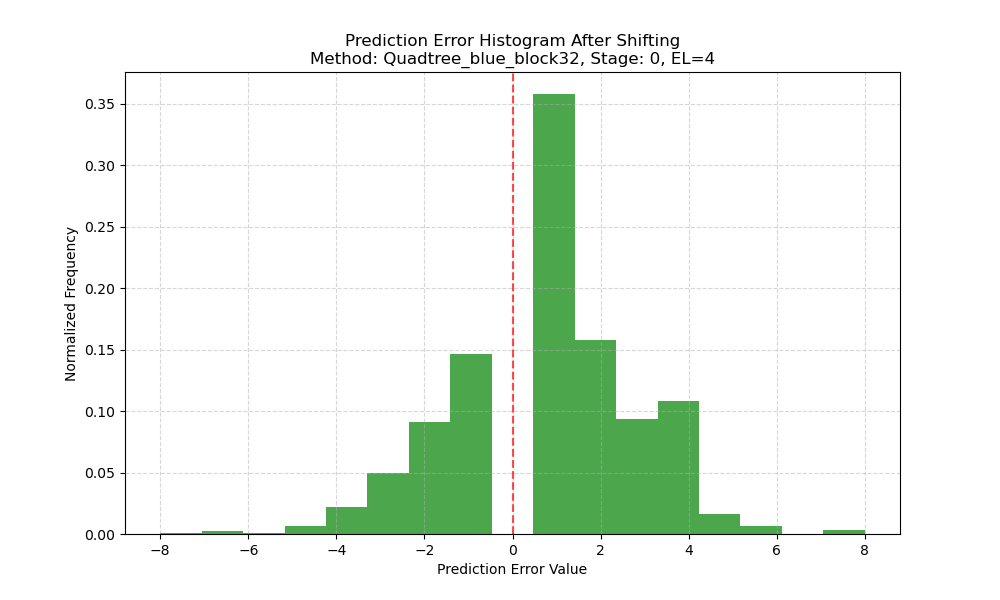 Prediction Error Histogram After Shifting
Method: Quadtree_blue_block32, Stage: 0, EL=4
Normalized Frequency
0.35
0.30
0.25
0.20
0.15
0.10
0.05
0.00
−8 −6 −4 −2 0 2 4 6 8
Prediction Error Value